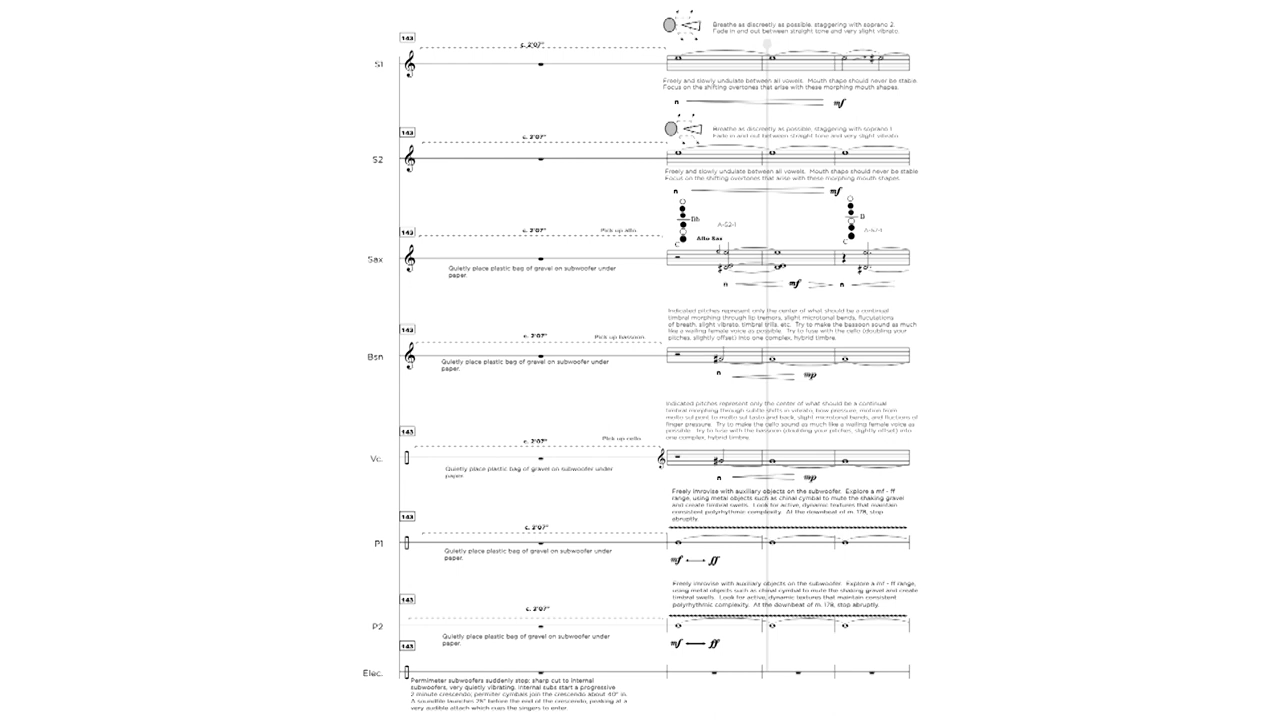 Breathe as discreetly as possible, staggering with soprano 2.
Fade in and out between straight tone and very slight vibrato
143
c. 2'07"
S1
Freely and slowly undulate between all vowels. Mouth shape should never be stable.
Focus on the shifting overtones that arise with these morphing mouth shapes.
n mf
Breathe as discreetly as possible, staggering with soprano 1
Fade in and out between straight tone and very slight vibrato
143
c. 2'07"
S2
Freely and slowly undulate between all vowels. Mouth shape should never be stable
Focus on the shifting overtones that arise with these morphing mouth shapes.
n mf
Bb B
143
c. 2'07" Pick up alto
C Alto Sax C
Sax
Quietly place plastic bag of gravel on subwoofer under
paper.
n mf n
Indicated pitches represent only the center of what should be a continual
timbral morphing through lip tremors, slight microtonal bends, fluctuations
of breath, slight vibrato, timbral trills, etc. Try to make the bassoon sound as much
like a wailing female voice as possible. Try to fuse with the cello (doubling your
pitches, slightly offset) into one complex, hybrid timbre.
143
c. 2'07" Pick up bassoon
Bsn
Quietly place plastic bag of gravel on subwoofer under
paper.
n mp
Indicated pitches represent only the center of what should be a continual
timbral morphing through subtle shifts in vibrato, bow pressure, motion from
molto sul pont to molto sul tasto and back, slight microtonal bends, and fluctions of
finger pressure. Try to make the cello sound as much like a wailing female voice as
possible. Try to fuse with the bassoon (doubling your pitches, slightly offset) into
one complex, hybrid timbre.
143
c. 2'07" Pick up cello
Vc.
Quietly place plastic bag of gravel on subwoofer under
paper.
n mp
Freely imrovise with auxiliary objects on the subwoofer. Explore a mf - ff
range, using metal objects such as chinal cymbal to mute the shaking gravel
and create timbral swells. Look for active, dynamic textures that maintain
consistent polyrhythmic complexity. At the downbeat of m. 178, stop
abruptly.
143
c. 2'07"
P1
Quietly place plastic bag of gravel on subwoofer under
paper.
mf ff
Freely imrovise with auxiliary objects on the subwoofer. Explore a mf - ff range,
using metal objects such as chinal cymbal to mute the shaking gravel and create
timbral swells. Look for active, dynamic textures that maintain consistent
polyrhythmic complexity. At the downbeat of m. 178, stop abruptly.
143
c. 2'07"
P2
Quietly place plastic bag of gravel on subwoofer under
paper.
mf ff
143
Elec.
Permimeter subwoofers suddenly stop: sharp cut to internal
subwoofers, very quietly vibrating. Internal subs start a progressive
2 minute crescendo, permiter cymbals join the crescendo about 40" in.
A soundfile launches 29" before the end of the crescendo, peaking at a
very audible attach which cues the singers to enter.